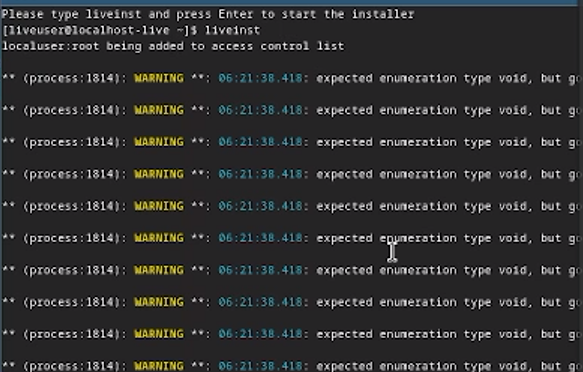 Please type liveinst and press Enter to start the installer
[liveuser@localhost-live ~]$ liveinst
localuser:root being added to access control list
** (process:1814): WARNING **: 06:21:38.418: expected enumeration type void, but go
** (process:1814): WARNING **: 06:21:38.418: expected enumeration type void, but go
** (process:1814): WARNING **: 06:21:38.418: expected enumeration type void, but go
** (process:1814): WARNING **: 06:21:38.418: expected enumeration type void, but go
** (process:1814): WARNING **: 06:21:38.418: expected enumeration type void, but go
** (process:1814): WARNING **: 06:21:38.418: expected enumeration type void, but go
** (process:1814): WARNING **: 06:21:38.418: expected enumeration type void, but go
** (process:1814): WARNING **: 06:21:38.418: expected enumeration type void, but go
** (process:1814): WARNING **: 06:21:38.418: expected enumeration type void, but go
** (process:1814): WARNING **: 06:21:38.418: expected enumeration type void, but go